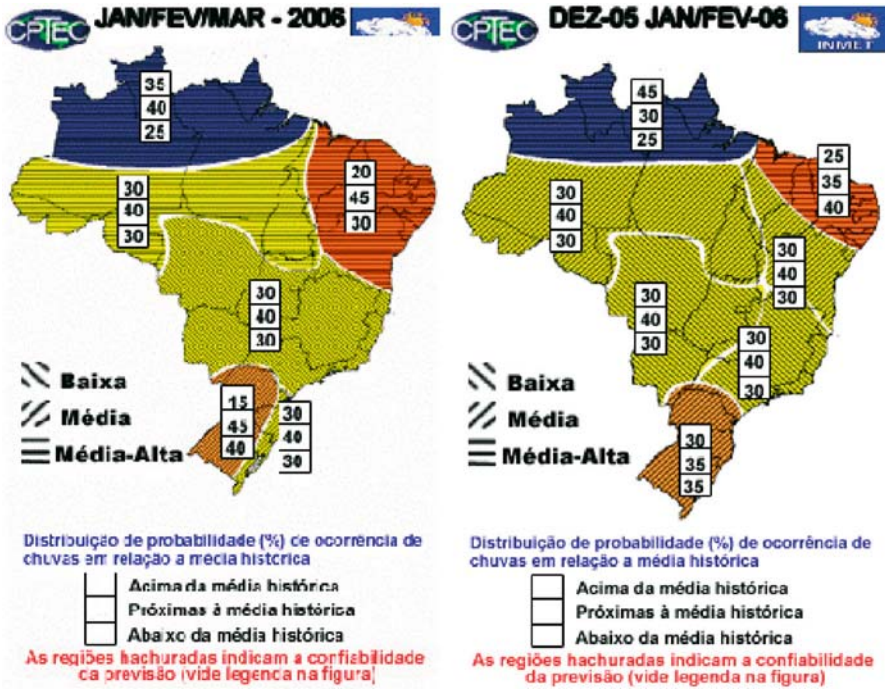 CPTEC JAN/FEV/MAR - 2006
35
40
25
20
45
30
30
40
30
30
40
30
15
45
40
30
40
30
Baixa
Média
Média-Alta
Distribuição de probabilidade (%) de ocorrência de
chuvas em relação a média histórica
Acima da média histórica
Próximas à média histórica
Abaixo da média histórica
As regiões hachuradas indicam a confiabilidade
da previsão (vide legenda na figura)
CPTEC DEZ-05 JAN/FEV-06 INMET
45
30
25
25
35
40
30
40
30
30
40
30
30
40
30
30
40
30
30
35
35
Baixa
Média
Média-Alta
Distribuição de probabilidade (%) de ocorrência de
chuvas em relação a média histórica
Acima da média histórica
Próximas à média histórica
Abaixo da média histórica
As regiões hachuradas indicam a confiabilidade
da previsão (vide legenda na figura)